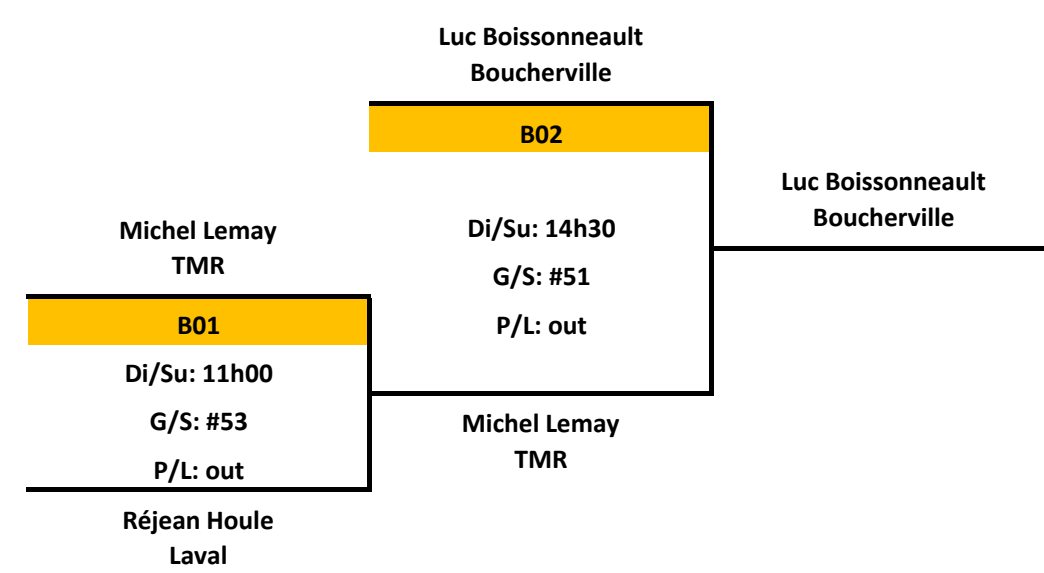 Luc Boissonneault
Boucherville
B02
Di/Su: 14h30
G/S: #51
P/L: out
Luc Boissonneault
Boucherville
Michel Lemay
TMR
B01
Di/Su: 11h00
G/S: #53
P/L: out
Réjean Houle
Laval
Michel Lemay
TMR